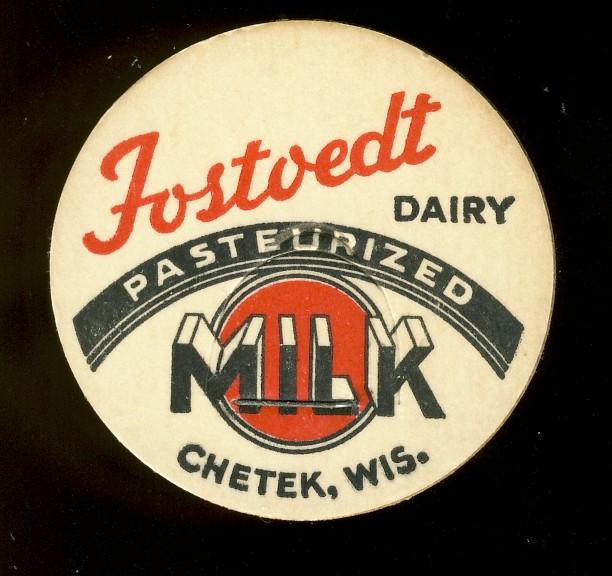 Fostvedt
DAIRY
PASTEURIZED
MILK
CHETEK, WIS.